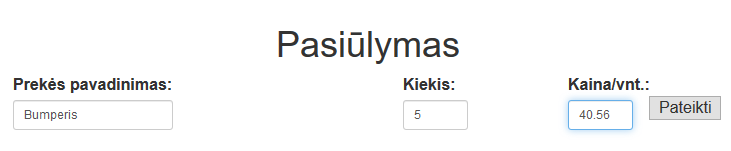 Pasiūlymas
Prekės pavadinimas: Kiekis: Kaina/vnt.:
Bumperis 5 40.56 Pateikti